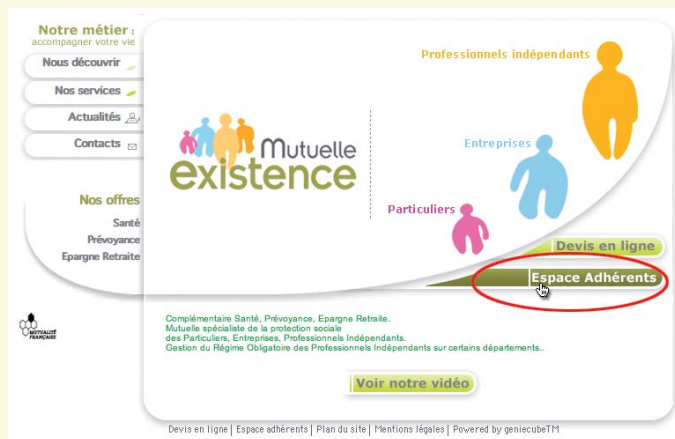 Notre métier :
accompagner votre vie
Nous découvrir
Nos services
Actualités
Contacts
Nos offres
Santé
Prévoyance
Epargne Retraite
MUTUALITÉ
FRANÇAISE
Professionnels indépendants
Entreprises
Particuliers
Mutuelle
existence
Devis en ligne
Espace Adhérents
Complémentaire Santé, Prévoyance, Epargne Retraite.
Mutuelle spécialiste de la protection sociale
des Particuliers, Entreprises, Professionnels Indépendants.
Gestion du Régime Obligatoire des Professionnels Indépendants sur certains départements..
Voir notre vidéo
Devis en ligne | Espace adhérents | Plan du site | Mentions légales | Powered by geniecubeTM